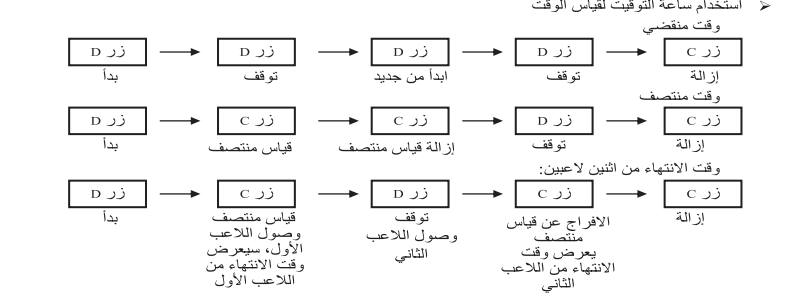 ➢ استخدام ساعة التوقيت لقياس الوقت
وقت منقضي
زر D → زر D → زر D → زر D → زر C
بدأ توقف ابدأ من جديد توقف إزالة
وقت منتصف
زر D → زر C → زر C → زر D → زر C
بدأ قياس منتصف إزالة قياس منتصف توقف إزالة
وقت الانتهاء من اثنين لاعبين:
زر D → زر C → زر D → زر C → زر C
بدأ
قياس منتصف
وصول اللاعب
الأول، سيعرض
وقت الانتهاء من
اللاعب الأول
توقف
وصول اللاعب
الثاني
الافراج عن قياس
منتصف
يعرض وقت
الانتهاء من اللاعب
الثاني
إزالة